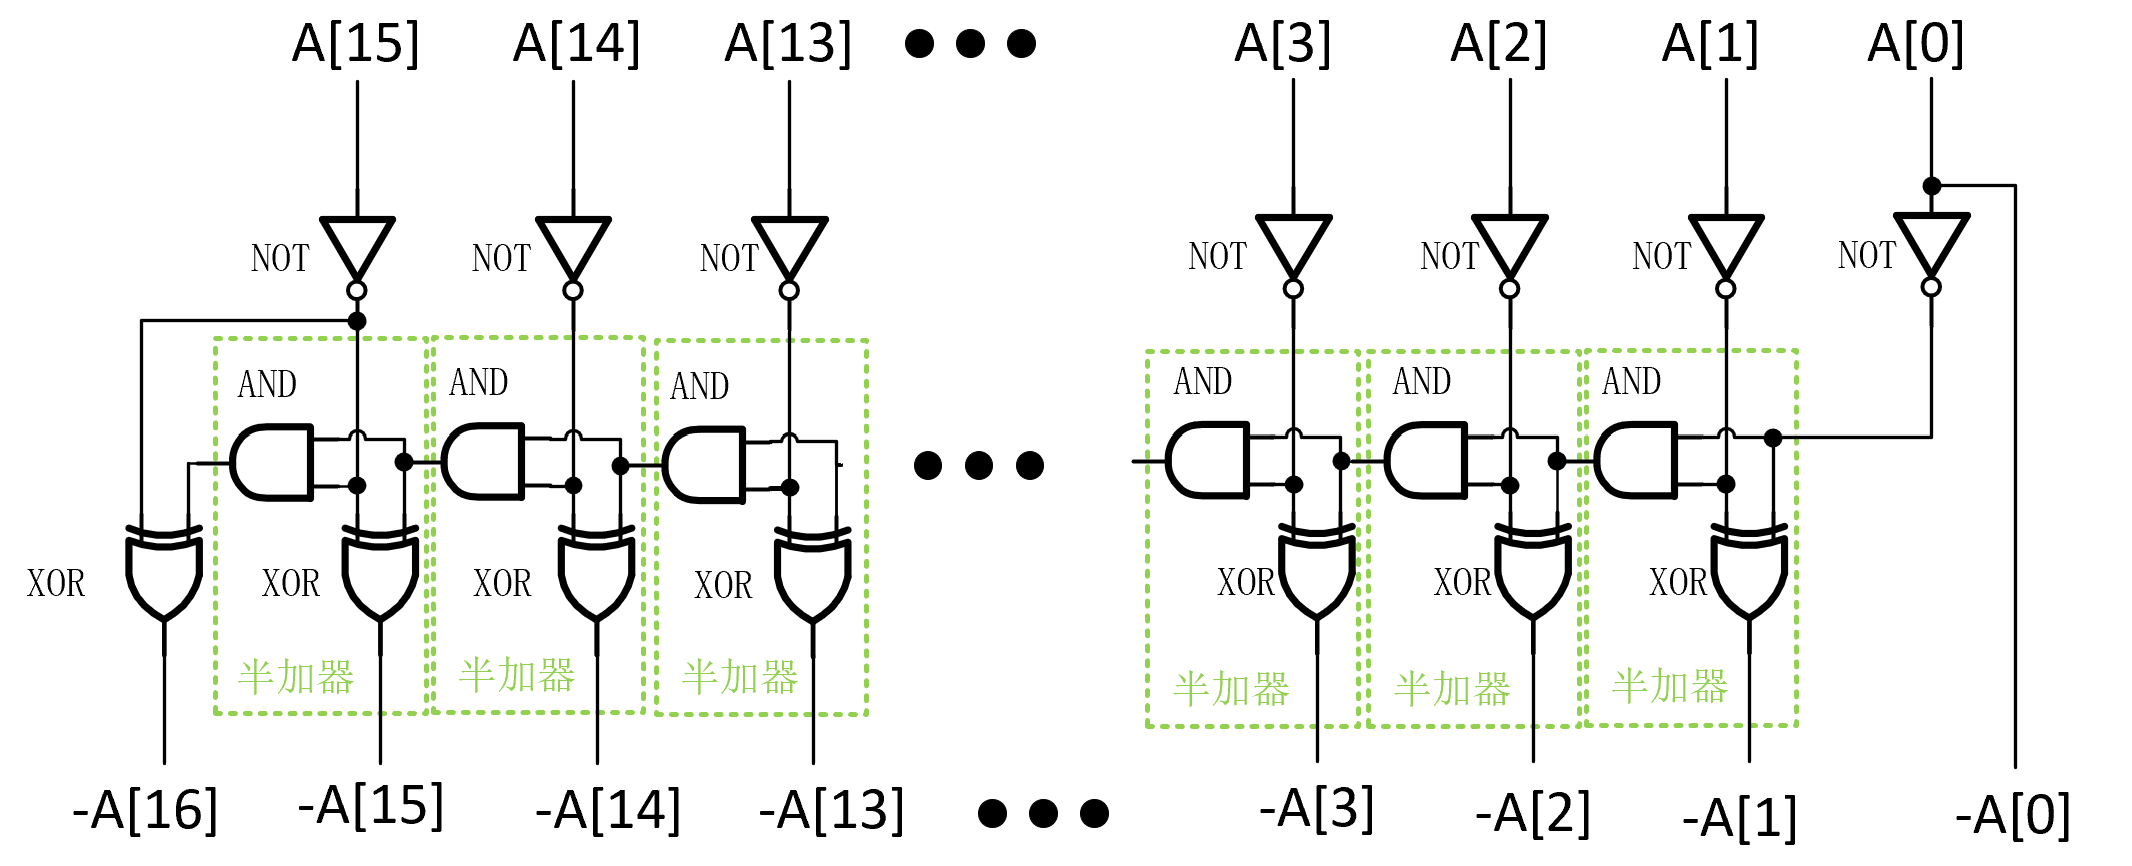 A[15] A[14] A[13] A[3] A[2] A[1] A[0]
NOT NOT NOT NOT NOT NOT NOT
AND AND AND AND AND AND
XOR XOR XOR XOR XOR XOR XOR
半加器 半加器 半加器 半加器 半加器 半加器
-A[16] -A[15] -A[14] -A[13] -A[3] -A[2] -A[1] -A[0]